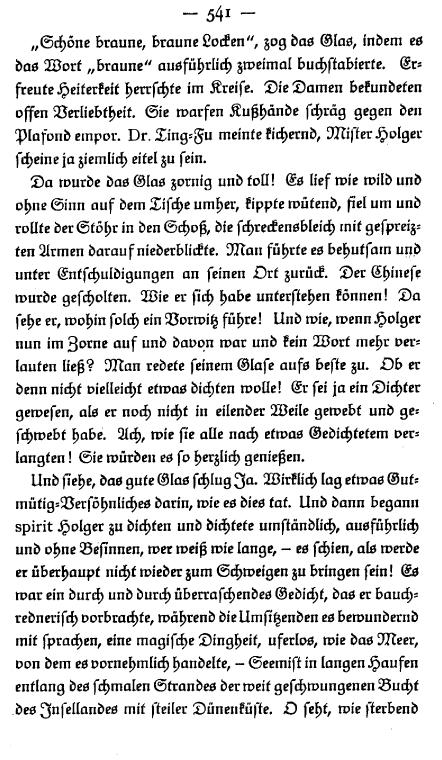 — 541 —
„Schöne braune, braune Locken“, zog das Glas, indem es
das Wort „braune“ ausführlich zweimal buchstabierte. Er-
freute Heiterkeit herrschte im Kreise. Die Damen bekundeten
offen Verliebtheit. Sie warfen Kußhände schräg gegen den
Plafond empor. Dr. Ting-Fu meinte kichernd, Mister Holger
scheine ja ziemlich eitel zu sein.
Da wurde das Glas zornig und toll! Es lief wie wild und
ohne Sinn auf dem Tische umher, kippte wütend, fiel um und
rollte der Stöhr in den Schoß, die schreckensbleich mit gespreiz-
ten Armen darauf niederblickte. Man führte es behutsam und
unter Entschuldigungen an seinen Ort zurück. Der Chinese
wurde gescholten. Wie er sich habe unterstehen können! Da
sehe er, wohin solch ein Vorwitz führe! Und wie, wenn Holger
nun im Zorne auf und davon war und kein Wort mehr ver-
lauten ließ? Man redete seinem Glase aufs beste zu. Ob er
denn nicht vielleicht etwas dichten wolle! Er sei ja ein Dichter
gewesen, als er noch nicht in eilender Weile gewebt und ge-
schwebt habe. Ach, wie sie alle nach etwas Gedichtetem ver-
langten! Sie würden es so herzlich genießen.
Und siehe, das gute Glas schlug Ja. Wirklich lag etwas Gut-
mütig-Versöhnliches darin, wie es dies tat. Und dann begann
spirit Holger zu dichten und dichtete umständlich, ausführlich
und ohne Besinnen, wer weiß wie lange, – es schien, als werde
er überhaupt nicht wieder zum Schweigen zu bringen sein! Es
war ein durch und durch überraschendes Gedicht, das er bauch-
rednerisch vorbrachte, während die Umsitzenden es bewundernd
mit sprachen, eine magische Dingheit, uferlos, wie das Meer,
von dem es vornehmlich handelte, – Seemist in langen Haufen
entlang des schmalen Strandes der weit geschwungenen Bucht
des Insellandes mit steiler Dünenküste. O seht, wie sterbend